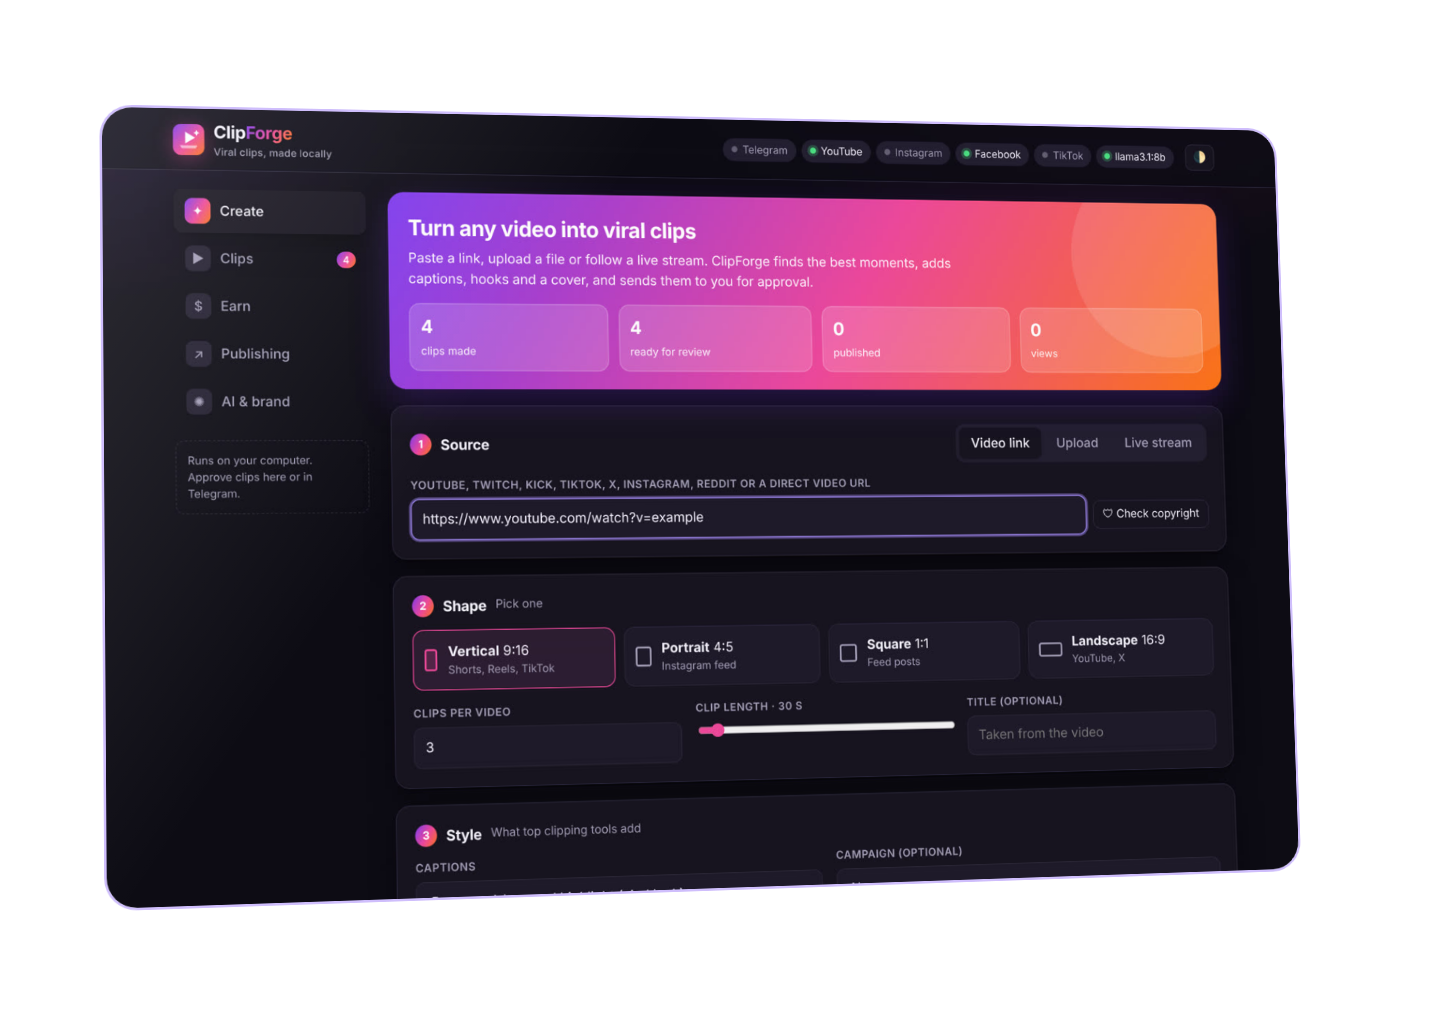 ClipForge
Viral clips, made locally
Telegram
YouTube
Instagram
Facebook
TikTok
llama3.1:8b
Create
Clips
4
$
Earn
Publishing
AI & brand
Runs on your computer.
Approve clips here or in
Telegram.
Turn any video into viral clips
Paste a link, upload a file or follow a live stream. ClipForge finds the best moments, adds
captions, hooks and a cover, and sends them to you for approval.
4
clips made
4
ready for review
0
published
0
views
1 Source
Video link
Upload
Live stream
YOUTUBE, TWITCH, KICK, TIKTOK, X, INSTAGRAM, REDDIT OR A DIRECT VIDEO URL
https://www.youtube.com/watch?v=example
Check copyright
2 Shape Pick one
Vertical 9:16
Shorts, Reels, TikTok
Portrait 4:5
Instagram feed
Square 1:1
Feed posts
Landscape 16:9
YouTube, X
CLIPS PER VIDEO
3
CLIP LENGTH · 30 S
TITLE (OPTIONAL)
Taken from the video
3 Style What top clipping tools add
CAPTIONS
CAMPAIGN (OPTIONAL)